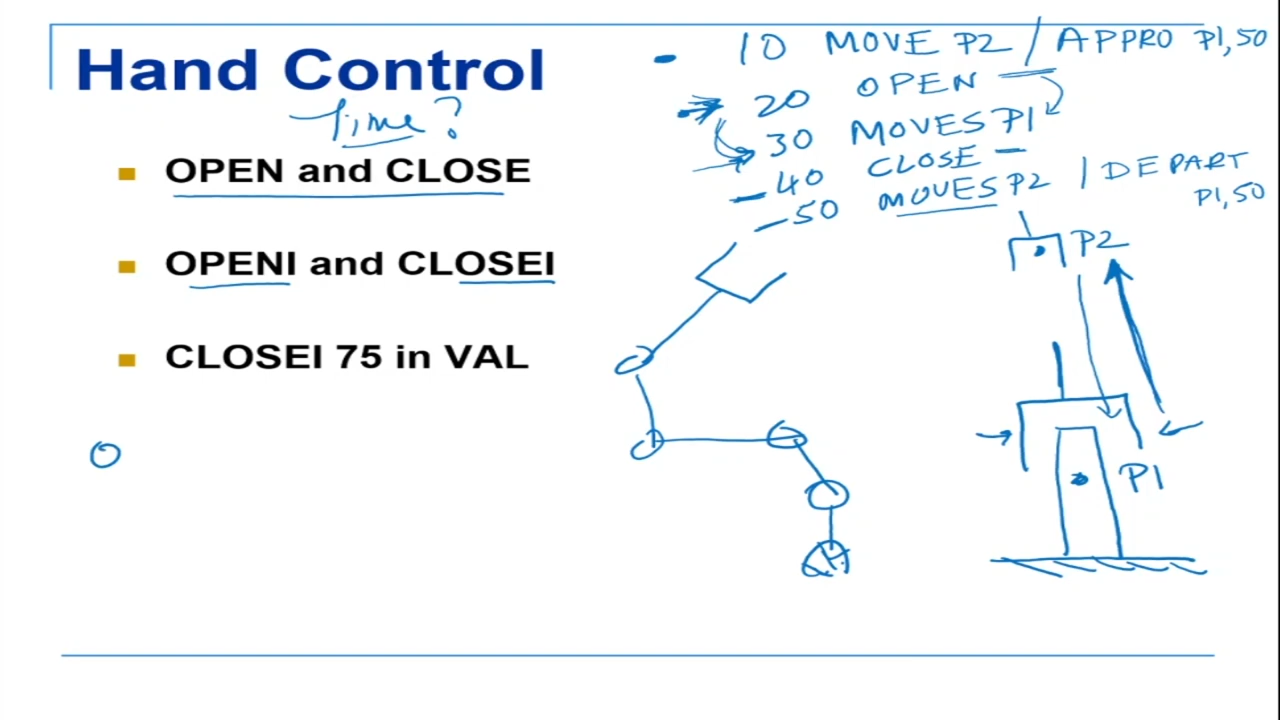 Hand Control
Time?
OPEN and CLOSE
OPENI and CLOSEI
CLOSEI 75 in VAL
10 MOVE P2 / APPRO P1,50
20 OPEN
30 MOVES P1
40 CLOSE
50 MOVES P2 / DEPART
P1,50
P2
P1